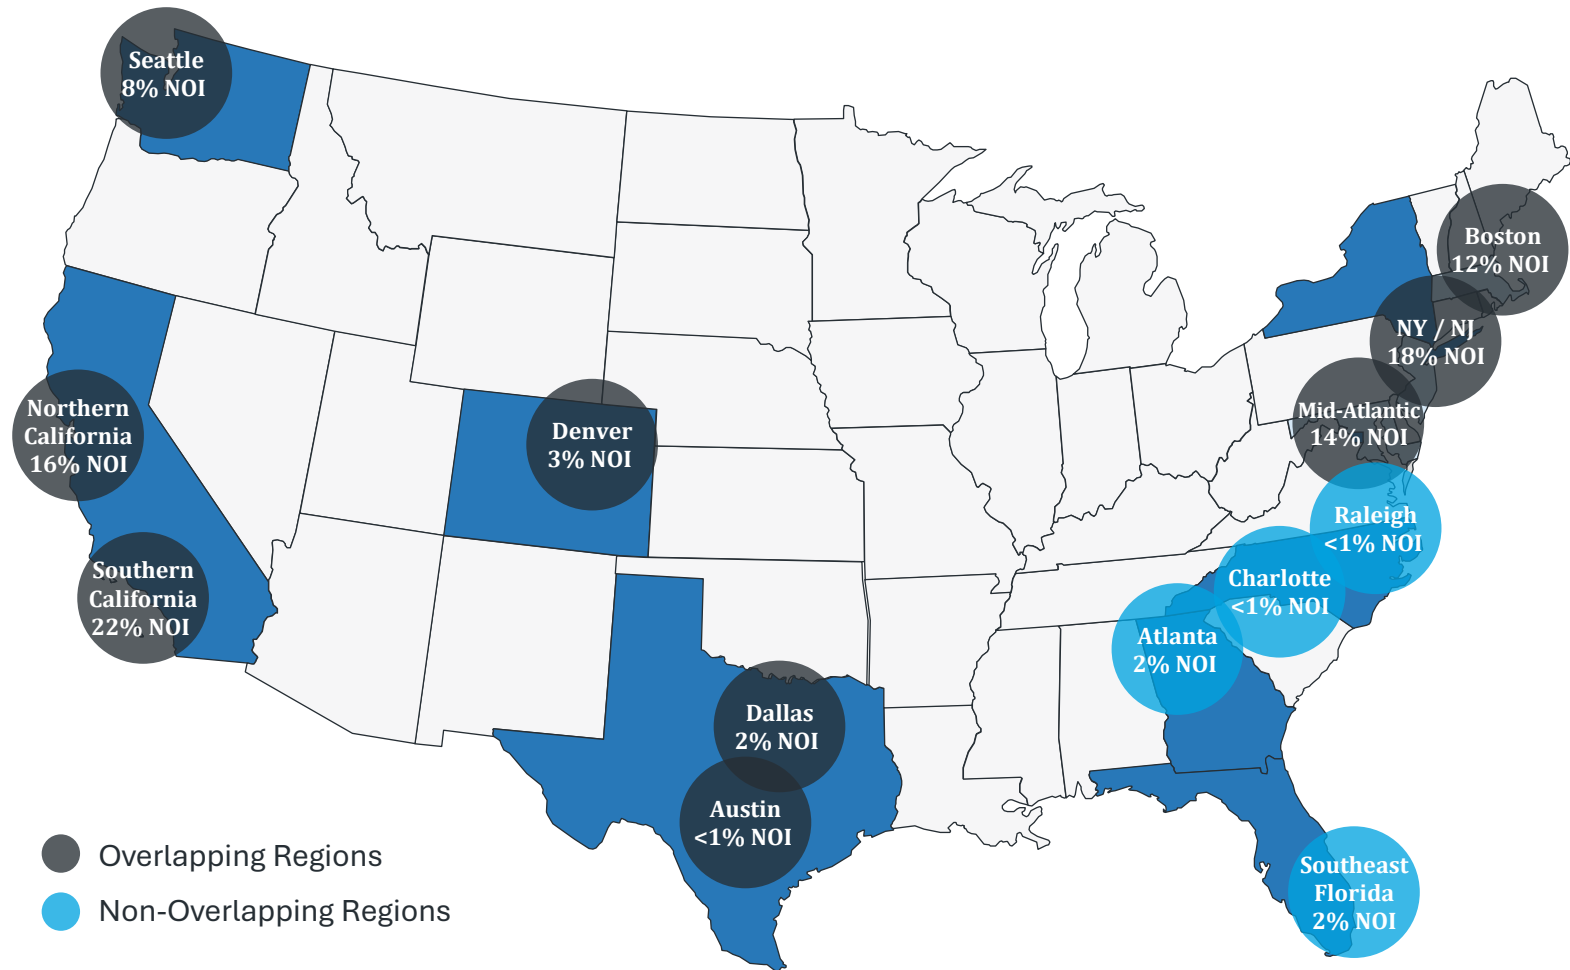 Seattle
8% NOI
Boston
12% NOI
NY / NJ
18% NOI
Mid-Atlantic
14% NOI
Northern
California
16% NOI
Denver
3% NOI
Raleigh
<1% NOI
Charlotte
<1% NOI
Southern
California
22% NOI
Atlanta
2% NOI
Dallas
2% NOI
Austin
<1% NOI
Southeast
Florida
2% NOI
Overlapping Regions
Non-Overlapping Regions